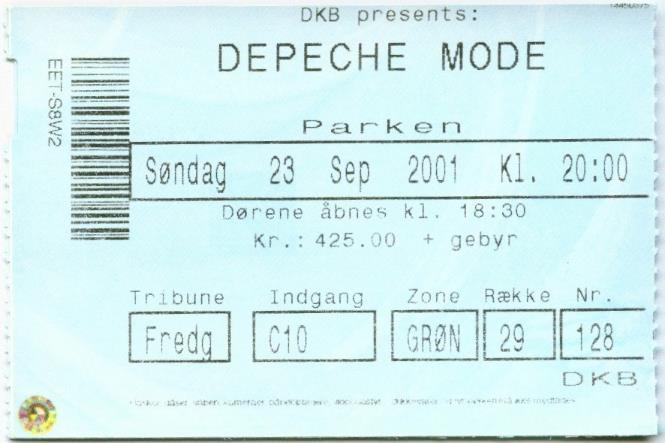 14450375
DKB presents:
DEPECHE MODE
EET-S8W2
Parken
Søndag 23 Sep 2001 Kl. 20:00
Dørene åbnes kl. 18:30
Kr.: 425.00 + gebyr
Tribune Indgang Zone Række Nr.
Fredg C10 GRØN 29 128
DKB